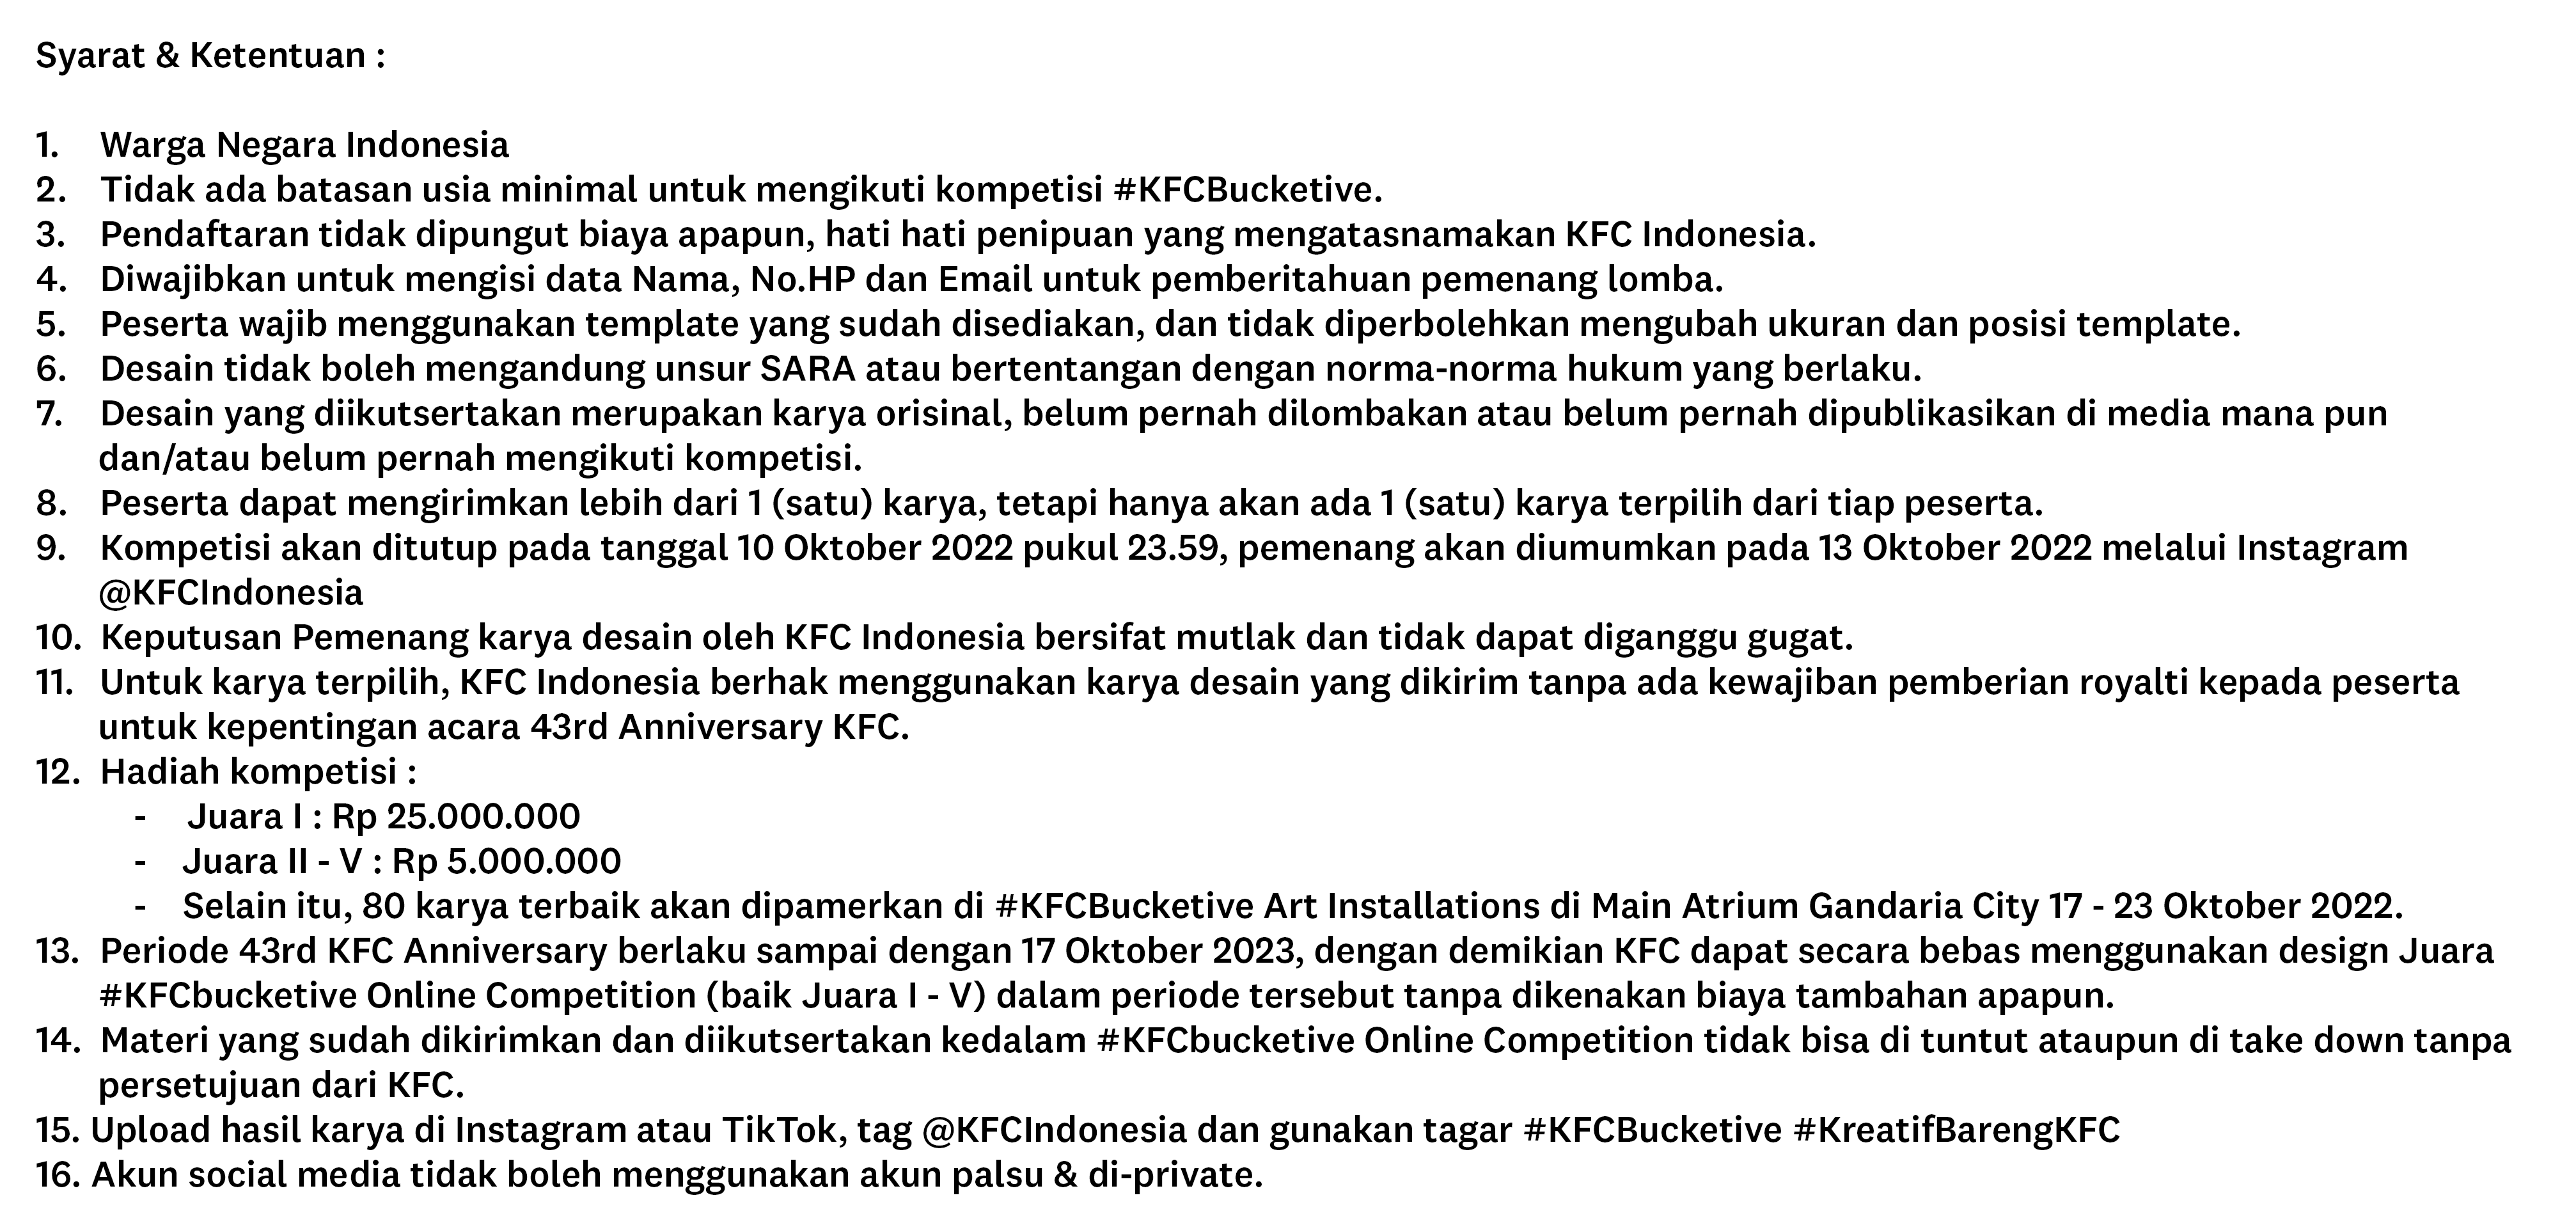 Syarat & Ketentuan :
1. Warga Negara Indonesia
2. Tidak ada batasan usia minimal untuk mengikuti kompetisi #KFCBucketive.
3. Pendaftaran tidak dipungut biaya apapun, hati hati penipuan yang mengatasnamakan KFC Indonesia.
4. Diwajibkan untuk mengisi data Nama, No.HP dan Email untuk pemberitahuan pemenang lomba.
5. Peserta wajib menggunakan template yang sudah disediakan, dan tidak diperbolehkan mengubah ukuran dan posisi template.
6. Desain tidak boleh mengandung unsur SARA atau bertentangan dengan norma-norma hukum yang berlaku.
7. Desain yang diikutsertakan merupakan karya orisinal, belum pernah dilombakan atau belum pernah dipublikasikan di media mana pun
dan/atau belum pernah mengikuti kompetisi.
8. Peserta dapat mengirimkan lebih dari 1 (satu) karya, tetapi hanya akan ada 1 (satu) karya terpilih dari tiap peserta.
9. Kompetisi akan ditutup pada tanggal 10 Oktober 2022 pukul 23.59, pemenang akan diumumkan pada 13 Oktober 2022 melalui Instagram
@KFCIndonesia
10. Keputusan Pemenang karya desain oleh KFC Indonesia bersifat mutlak dan tidak dapat diganggu gugat.
11. Untuk karya terpilih, KFC Indonesia berhak menggunakan karya desain yang dikirim tanpa ada kewajiban pemberian royalti kepada peserta
untuk kepentingan acara 43rd Anniversary KFC.
12. Hadiah kompetisi :
- Juara I : Rp 25.000.000
- Juara II - V : Rp 5.000.000
- Selain itu, 80 karya terbaik akan dipamerkan di #KFCBucketive Art Installations di Main Atrium Gandaria City 17 - 23 Oktober 2022.
13. Periode 43rd KFC Anniversary berlaku sampai dengan 17 Oktober 2023, dengan demikian KFC dapat secara bebas menggunakan design Juara
#KFCbucketive Online Competition (baik Juara I - V) dalam periode tersebut tanpa dikenakan biaya tambahan apapun.
14. Materi yang sudah dikirimkan dan diikutsertakan kedalam #KFCbucketive Online Competition tidak bisa di tuntut ataupun di take down tanpa
persetujuan dari KFC.
15. Upload hasil karya di Instagram atau TikTok, tag @KFCIndonesia dan gunakan tagar #KFCBucketive #KreatifBarengKFC
16. Akun social media tidak boleh menggunakan akun palsu & di-private.